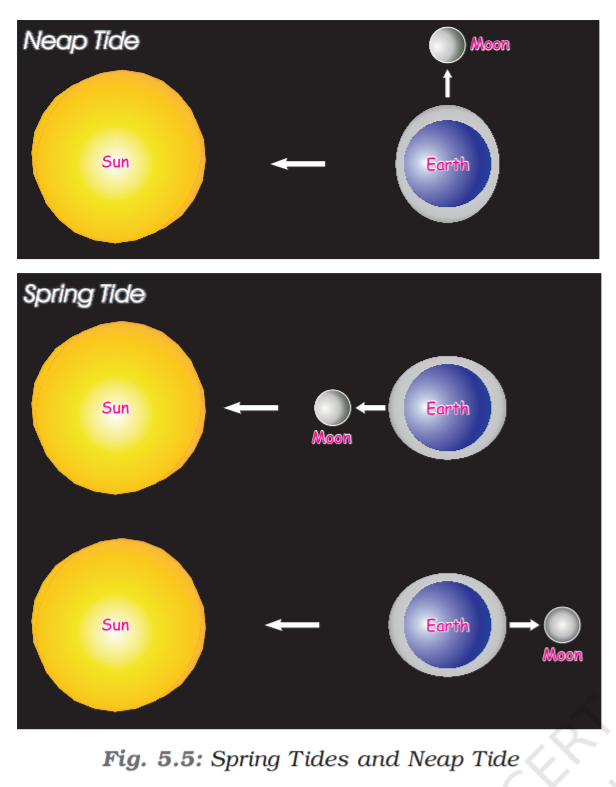 Neap Tide
Moon
Sun
Earth
Spring Tide
Sun
Earth
Moon
Sun
Earth
Moon
Fig. 5.5: Spring Tides and Neap Tide
CERT